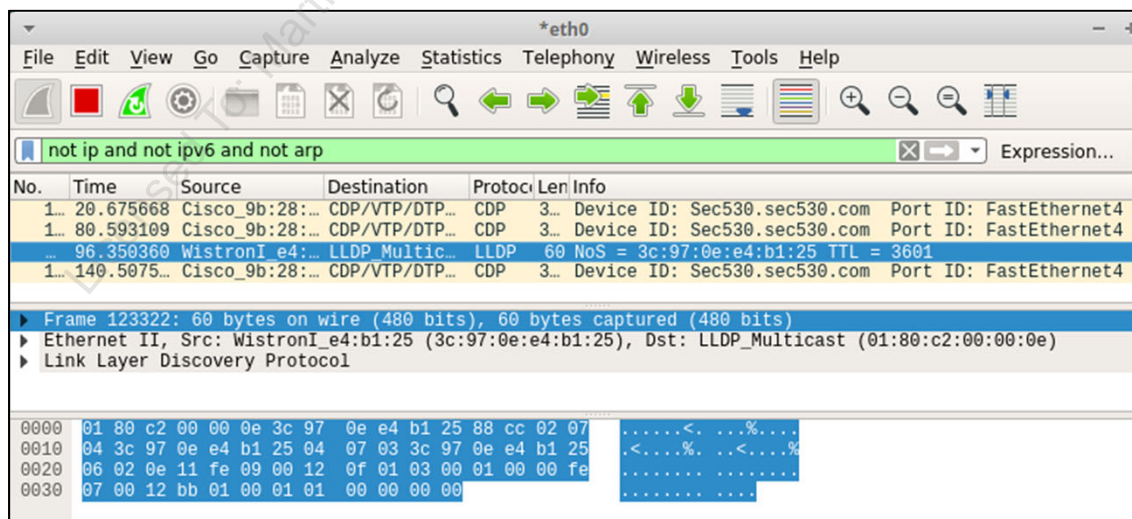 *eth0
File Edit View Go Capture Analyze Statistics Telephony Wireless Tools Help
not ip and not ipv6 and not arp Expression...
No. Time Source Destination Protoc Len Info
1… 20.675668 Cisco_9b:28:… CDP/VTP/DTP… CDP 3… Device ID: Sec530.sec530.com Port ID: FastEthernet4
1… 80.593109 Cisco_9b:28:… CDP/VTP/DTP… CDP 3… Device ID: Sec530.sec530.com Port ID: FastEthernet4
… 96.350360 WistronI_e4:… LLDP_Multic… LLDP 60 NoS = 3c:97:0e:e4:b1:25 TTL = 3601
1… 140.5075… Cisco_9b:28:… CDP/VTP/DTP… CDP 3… Device ID: Sec530.sec530.com Port ID: FastEthernet4
Frame 123322: 60 bytes on wire (480 bits), 60 bytes captured (480 bits)
Ethernet II, Src: WistronI_e4:b1:25 (3c:97:0e:e4:b1:25), Dst: LLDP_Multicast (01:80:c2:00:00:0e)
Link Layer Discovery Protocol
0000 01 80 c2 00 00 0e 3c 97 0e e4 b1 25 88 cc 02 07 ......<. ...%....
0010 04 3c 97 0e e4 b1 25 04 07 03 3c 97 0e e4 b1 25 .<....%. ..<....%
0020 06 02 0e 11 fe 09 00 12 0f 01 03 00 01 00 00 fe ........ ........
0030 07 00 12 bb 01 00 01 01 00 00 00 00 ........ ....